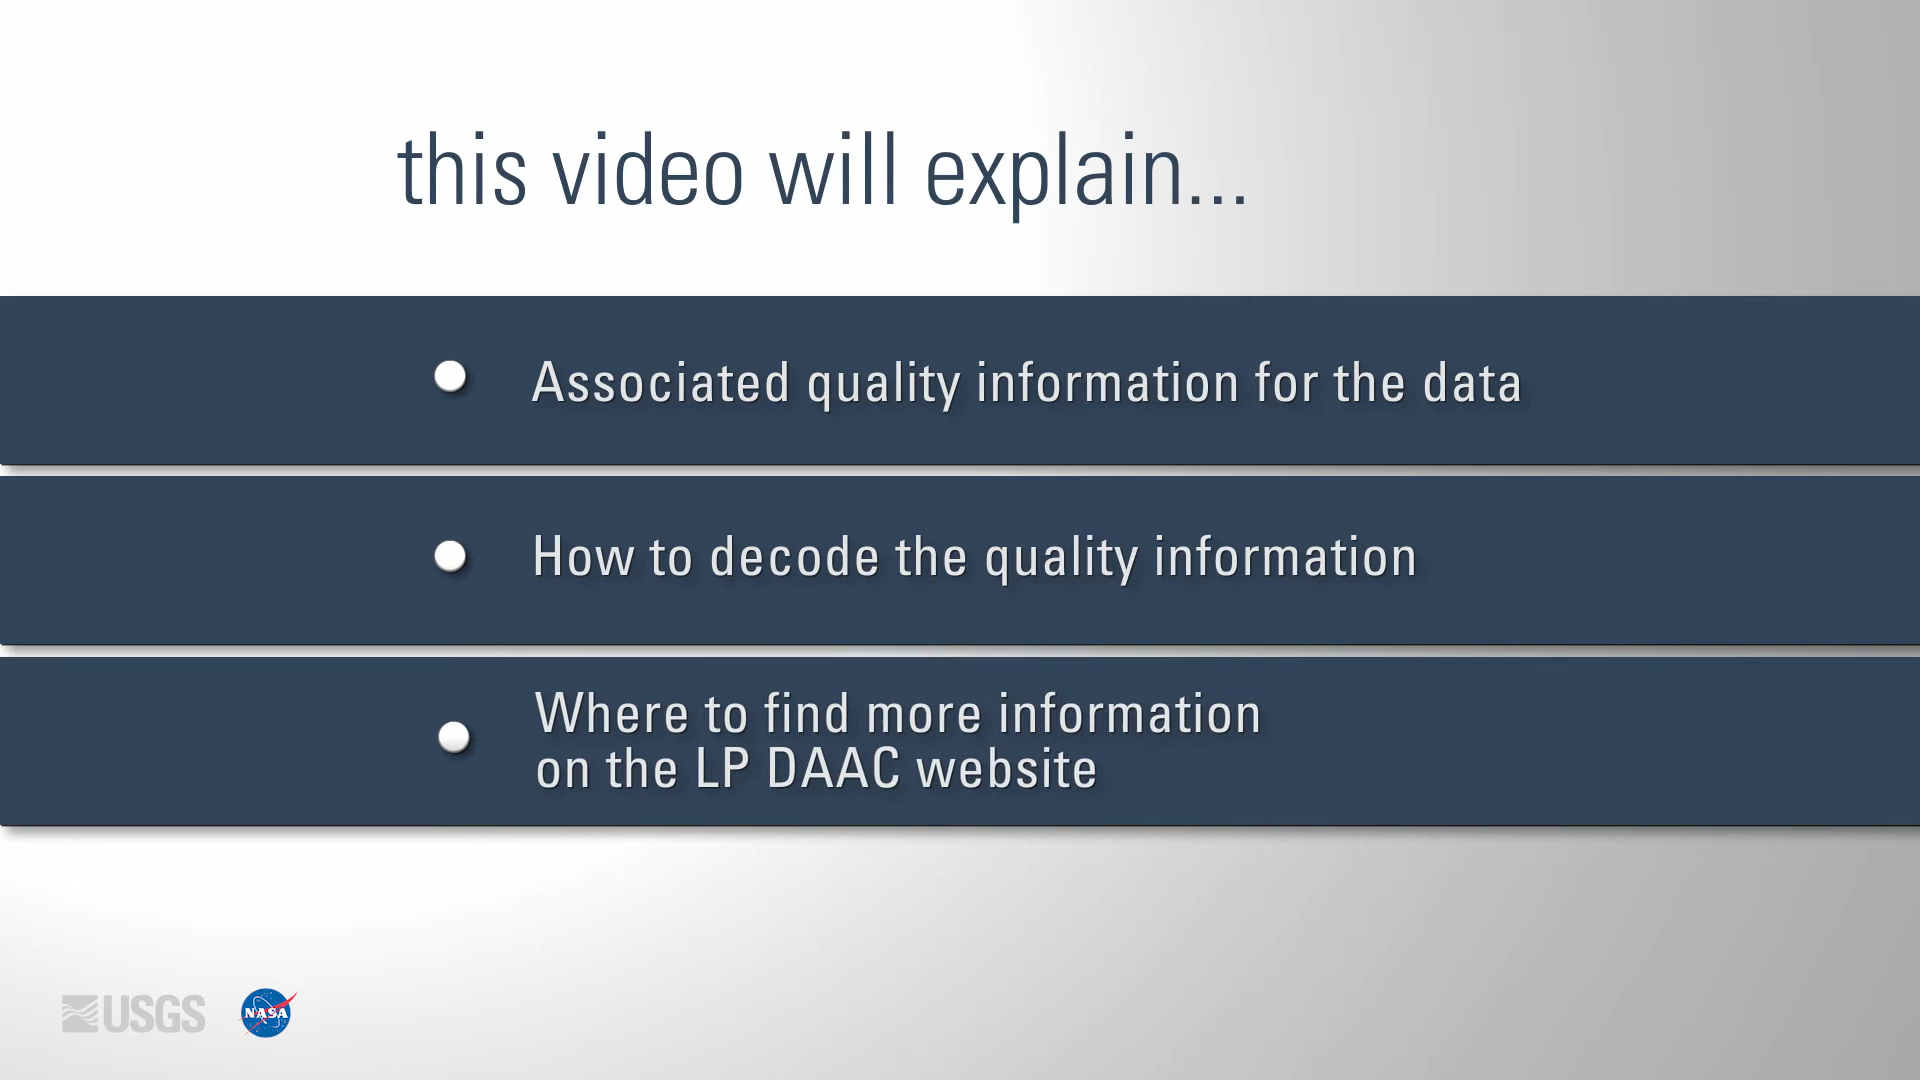 this video will explain...
Associated quality information for the data
How to decode the quality information
Where to find more information
on the LP DAAC website
USGS
NASA